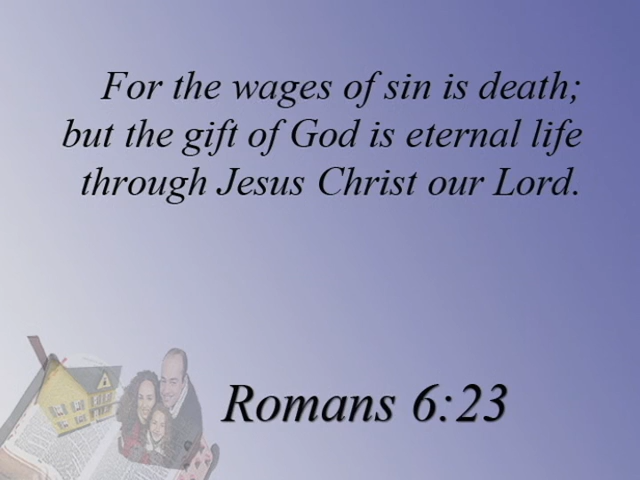 For the wages of sin is death;
but the gift of God is eternal life
through Jesus Christ our Lord.
Romans 6:23